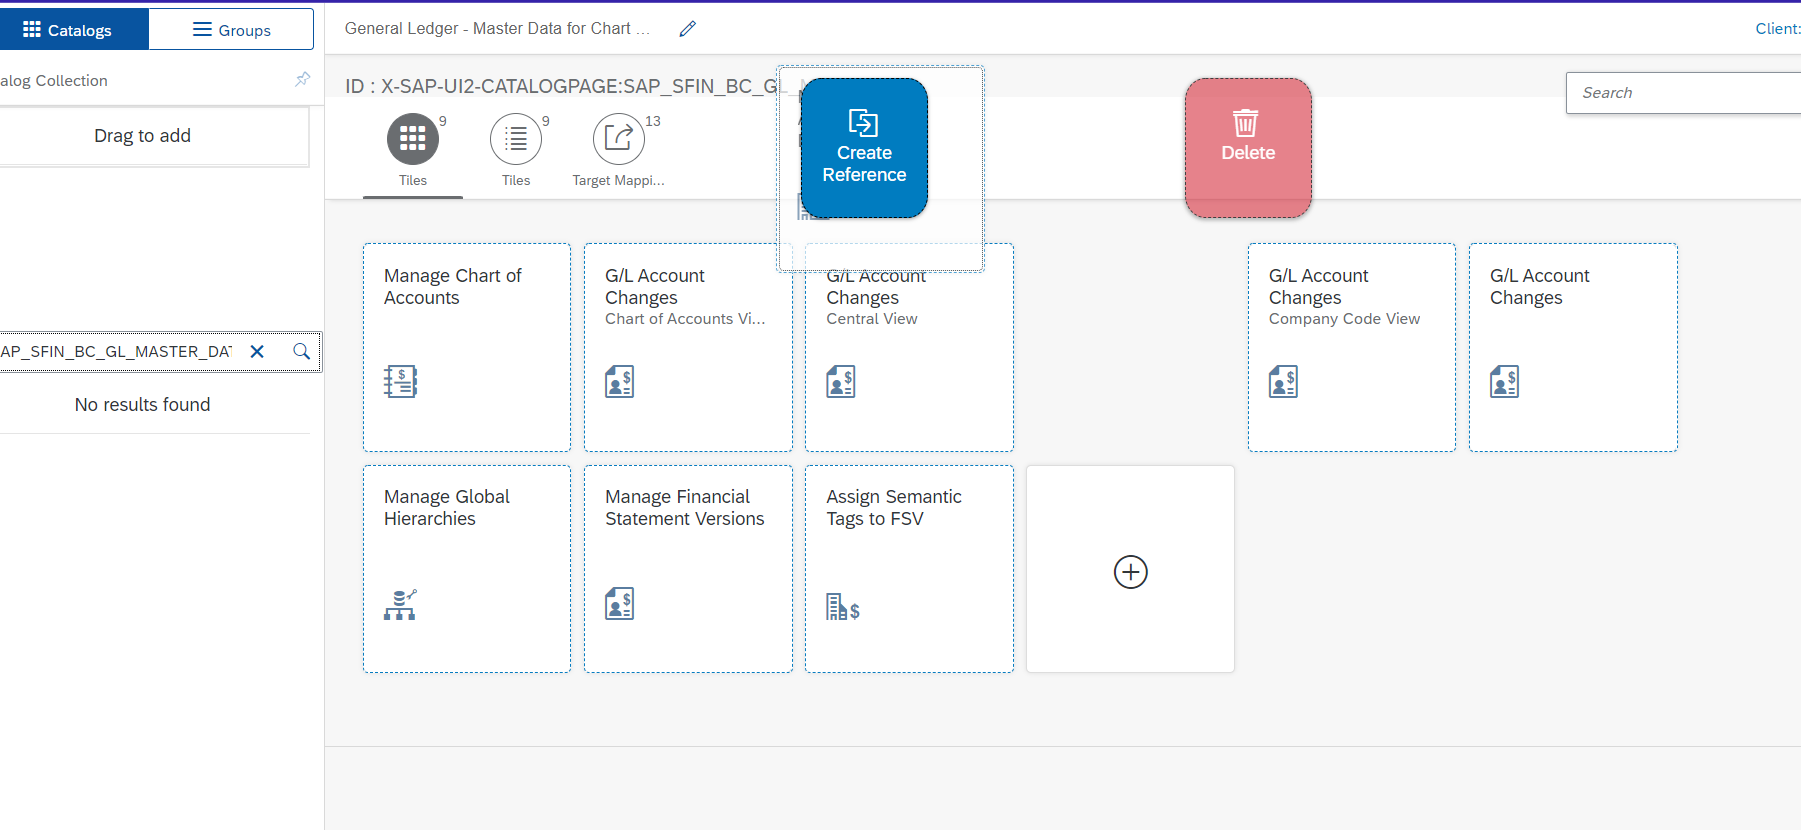 Catalogs
Groups
General Ledger - Master Data for Chart ...
Client:
alog Collection
ID : X-SAP-UI2-CATALOGPAGE:SAP_SFIN_BC_GL_
Search
Drag to add
9
Tiles
9
Tiles
13
Target Mappi...
Create
Reference
Delete
Manage Chart of
Accounts
G/L Account
Changes
Chart of Accounts Vi...
G/L Account
Changes
Central View
G/L Account
Changes
Company Code View
G/L Account
Changes
AP_SFIN_BC_GL_MASTER_DAT
No results found
Manage Global
Hierarchies
Manage Financial
Statement Versions
Assign Semantic
Tags to FSV